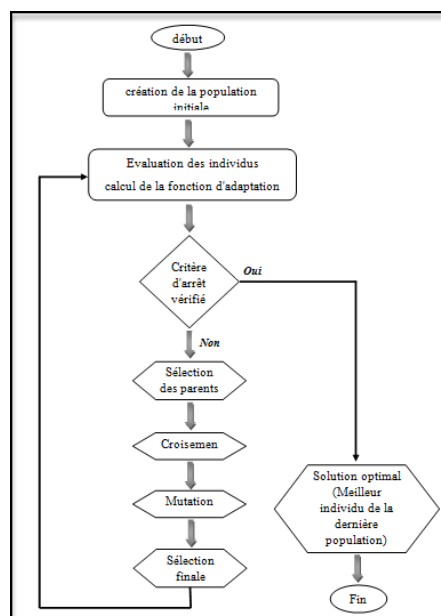 début
création de la population
initiale
Evaluation des individus
calcul de la fonction d'adaptation
Critère
d'arrêt
vérifié
Oui
Non
Sélection
des parents
Croisemen
Mutation
Sélection
finale
Solution optimal
(Meilleur
individu de la
dernière
population)
Fin